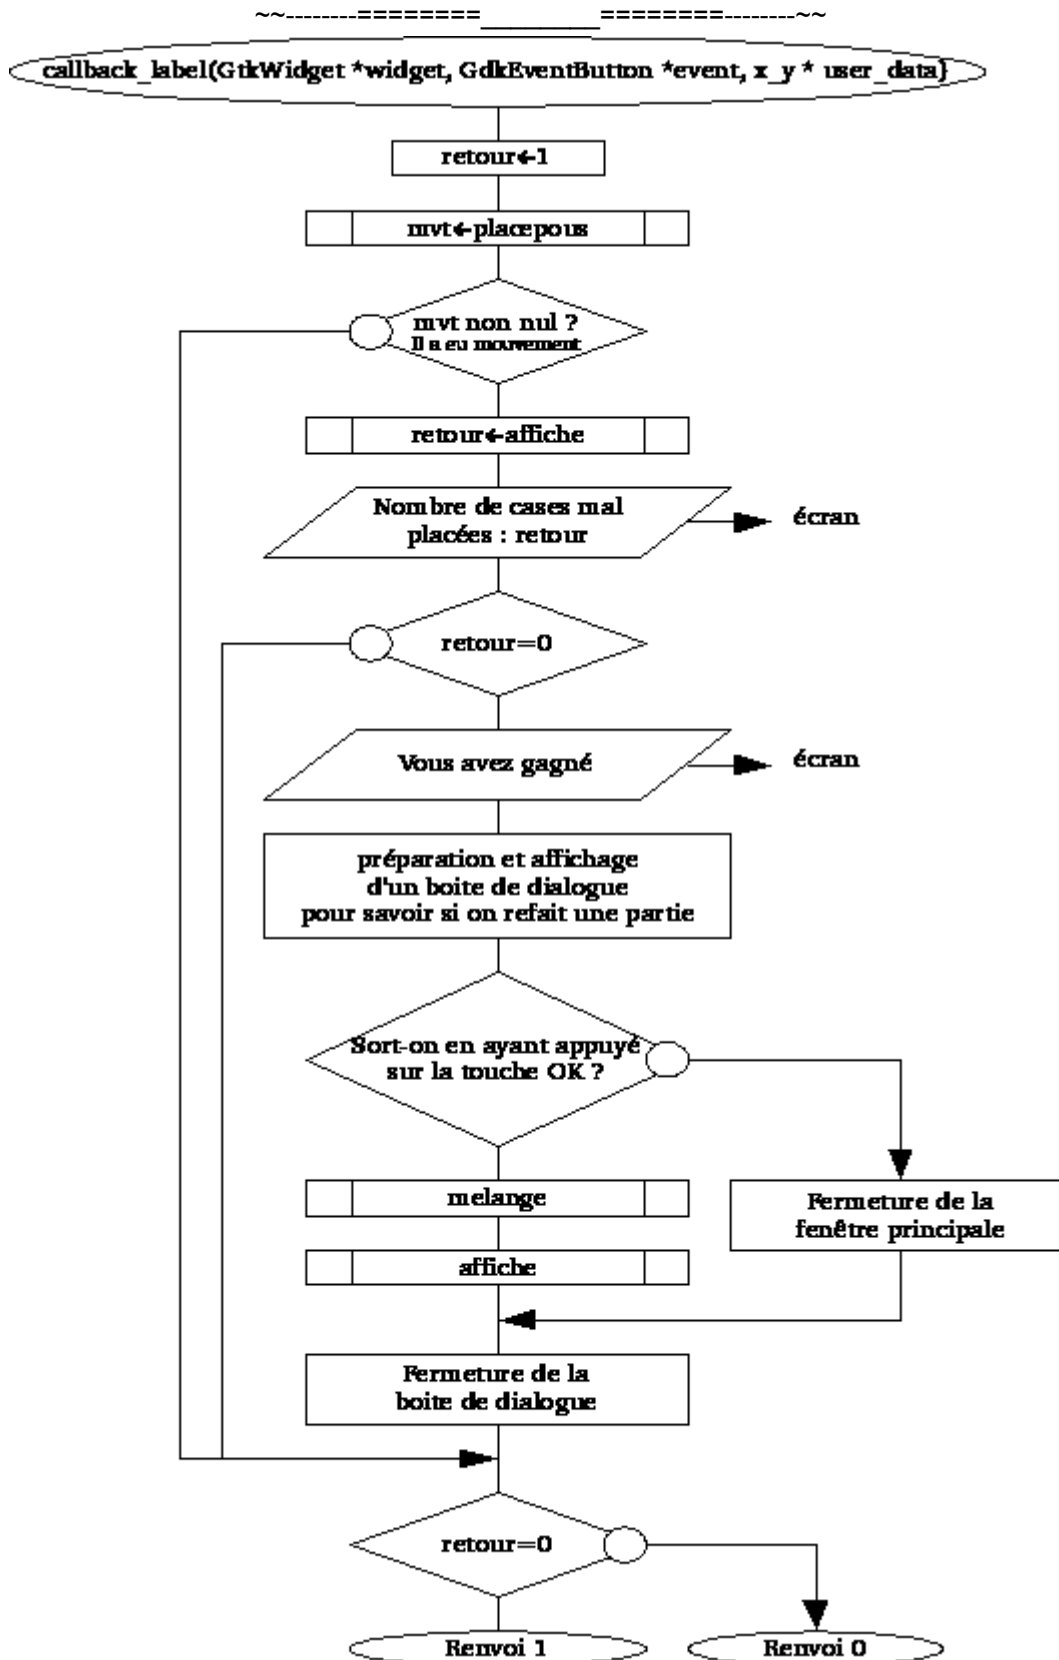 ~~--------========________========--------~~
callback_label(GtkWidget *widget, GdkEventButton *event, x_y * user_data)
retour←1
mvt←placepous
mvt non nul ?
Il a eu mouvement
retour←affiche
Nombre de cases mal
placées : retour
écran
retour=0
Vous avez gagné
écran
préparation et affichage
d'un boite de dialogue
pour savoir si on refait une partie
Sort-on en ayant appuyé
sur la touche OK ?
melange
Fermeture de la
fenêtre principale
affiche
Fermeture de la
boite de dialogue
retour=0
Renvoi 1
Renvoi 0